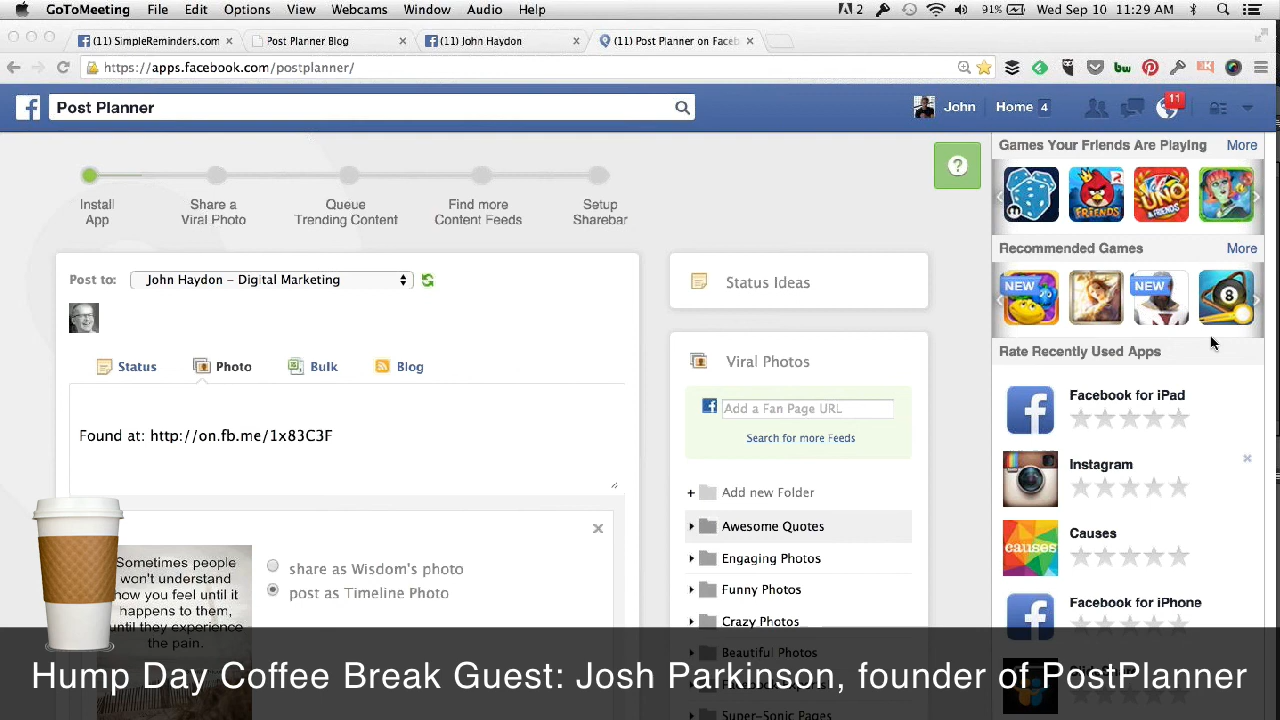 GoToMeeting File Edit Options View Webcams Window Audio Help 2 91% Wed Sep 10 11:29 AM
(11) SimpleReminders.com Post Planner Blog (11) John Haydon (11) Post Planner on Faceb
https://apps.facebook.com/postplanner/
Post Planner John Home 4 11
Install App
Share a Viral Photo
Queue Trending Content
Find more Content Feeds
Setup Sharebar
?
Post to: John Haydon – Digital Marketing
Status Photo Bulk Blog
Found at: http://on.fb.me/1x83C3F
Sometimes people
won't understand
how you feel until it
happens to them,
until they experience
the pain.
share as Wisdom's photo
post as Timeline Photo
Status Ideas
Viral Photos
Add a Fan Page URL
Search for more Feeds
+ Add new Folder
Awesome Quotes
Engaging Photos
Funny Photos
Crazy Photos
Beautiful Photos
Super-Sonic Pages
Games Your Friends Are Playing More
FRIENDS
UNO
& FRIENDS
Recommended Games More
NEW NEW 8
Rate Recently Used Apps
Facebook for iPad
Instagram
Causes
causes
Facebook for iPhone
Hump Day Coffee Break Guest: Josh Parkinson, founder of PostPlanner